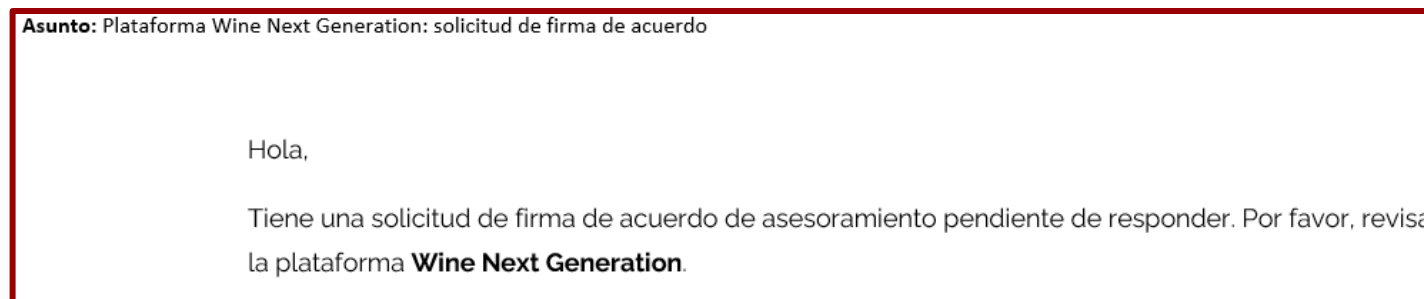 Asunto: Plataforma Wine Next Generation: solicitud de firma de acuerdo
Hola,
Tiene una solicitud de firma de acuerdo de asesoramiento pendiente de responder. Por favor,
la plataforma Wine Next Generation.